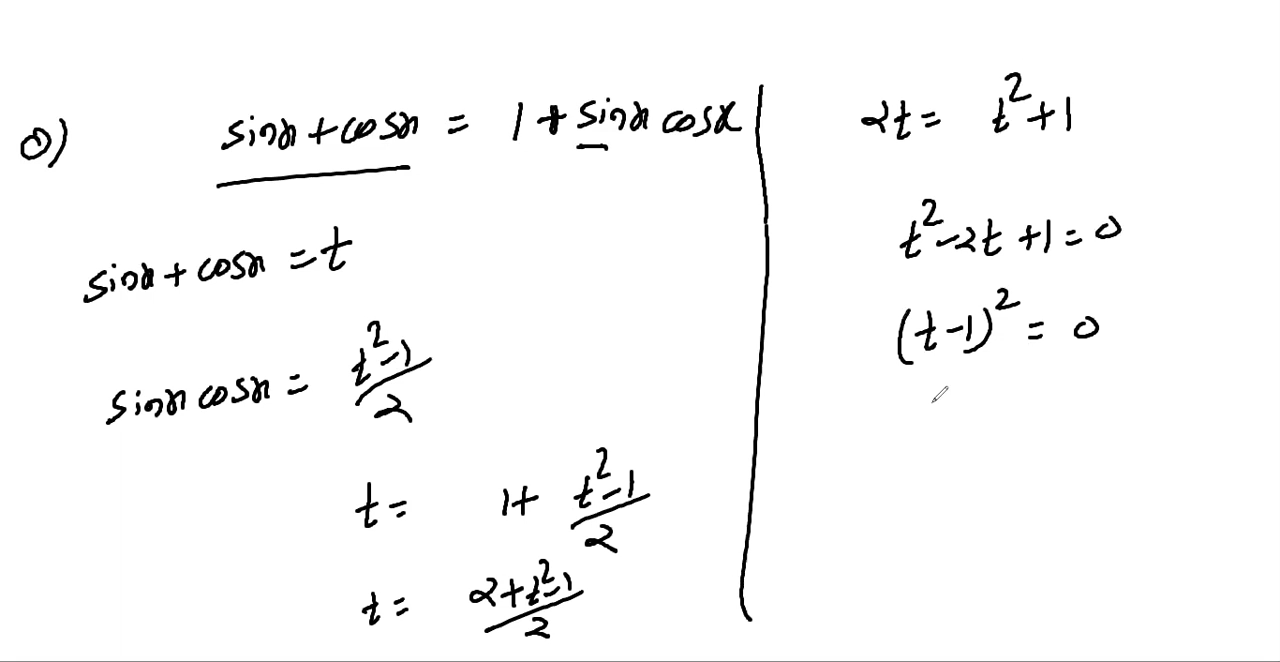 0) sinx + cosx = 1 + sinx cosx
sinx + cosx = t
sinx cosx = t²-1/2
t = 1 + t²-1/2
t = 2+t²-1/2
2t = t²+1
t²-2t+1=0
(t-1)² = 0